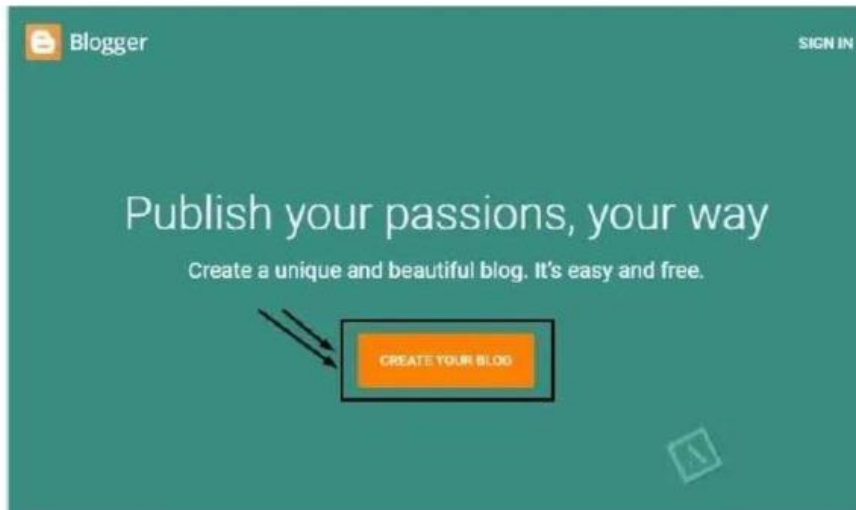 Blogger
SIGN IN
Publish your passions, your way
Create a unique and beautiful blog. It's easy and free.
CREATE YOUR BLOG